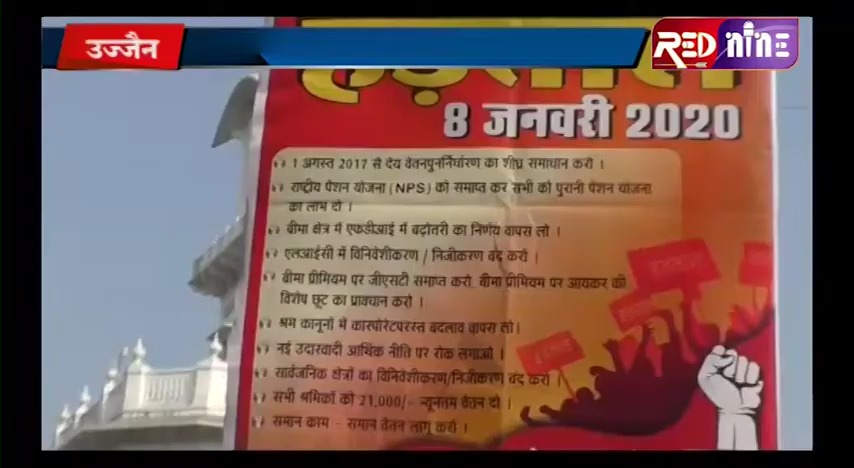 उज्जैन
RED NINE
हड़ताल
8 जनवरी 2020
1 अगस्त 2017 से देय वेतनपुनर्निर्धारण का शीघ्र समाधान करो ।
राष्ट्रीय पेंशन योजना (NPS) को समाप्त कर सभी को पुरानी पेंशन योजना
का लाभ दो ।
बीमा क्षेत्र में एफडीआई में बढ़ोतरी का निर्णय वापस लो ।
एलआईसी में विनिवेशीकरण / निजीकरण बंद करो ।
बीमा प्रीमियम पर जीएसटी समाप्त करो, बीमा प्रीमियम पर आयकर की
विशेष छूट का प्रावधान करो ।
श्रम कानूनों में कारपोरेटपरस्त बदलाव वापस लो।
नई उदारवादी आर्थिक नीति पर रोक लगाओ ।
सार्वजनिक क्षेत्रों का विनिवेशीकरण/निजीकरण बंद करो ।
सभी श्रमिकों को 21,000/- न्यूनतम वेतन दो ।
समान काम - समान वेतन लागू करो ।